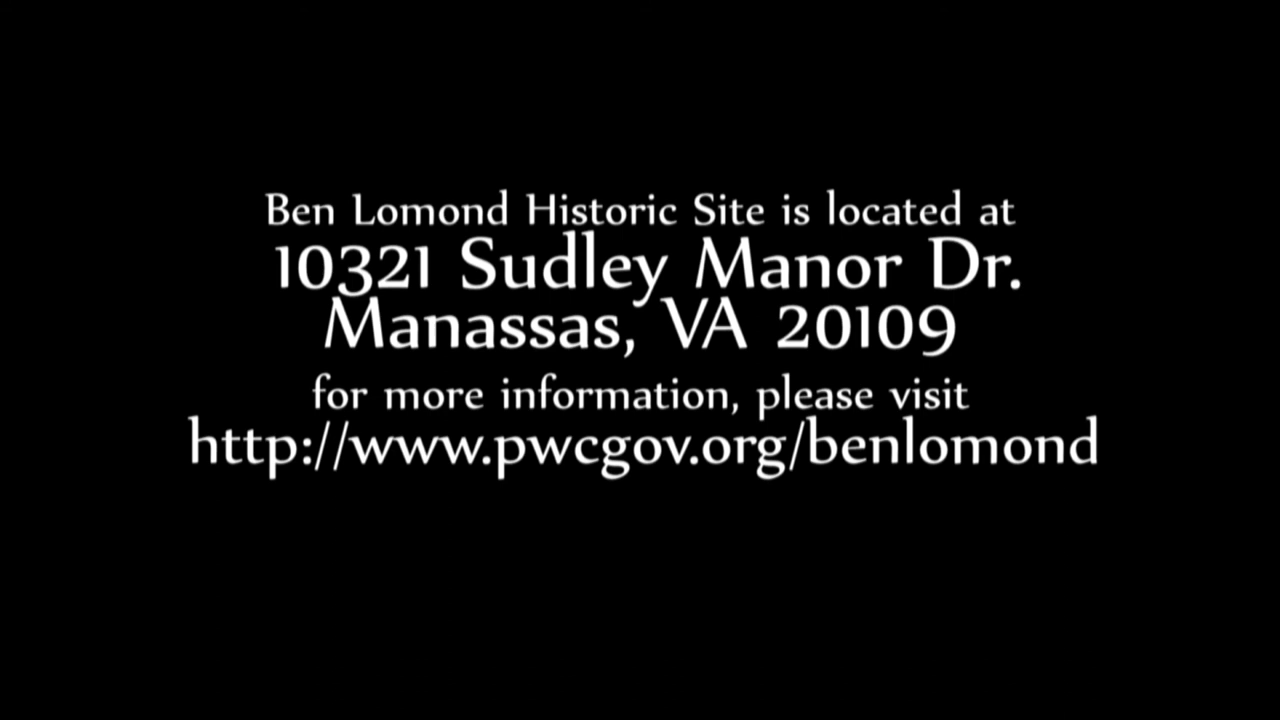 Ben Lomond Historic Site is located at
10321 Sudley Manor Dr.
Manassas, VA 20109
for more information, please visit
http://www.pwcgov.org/benlomond